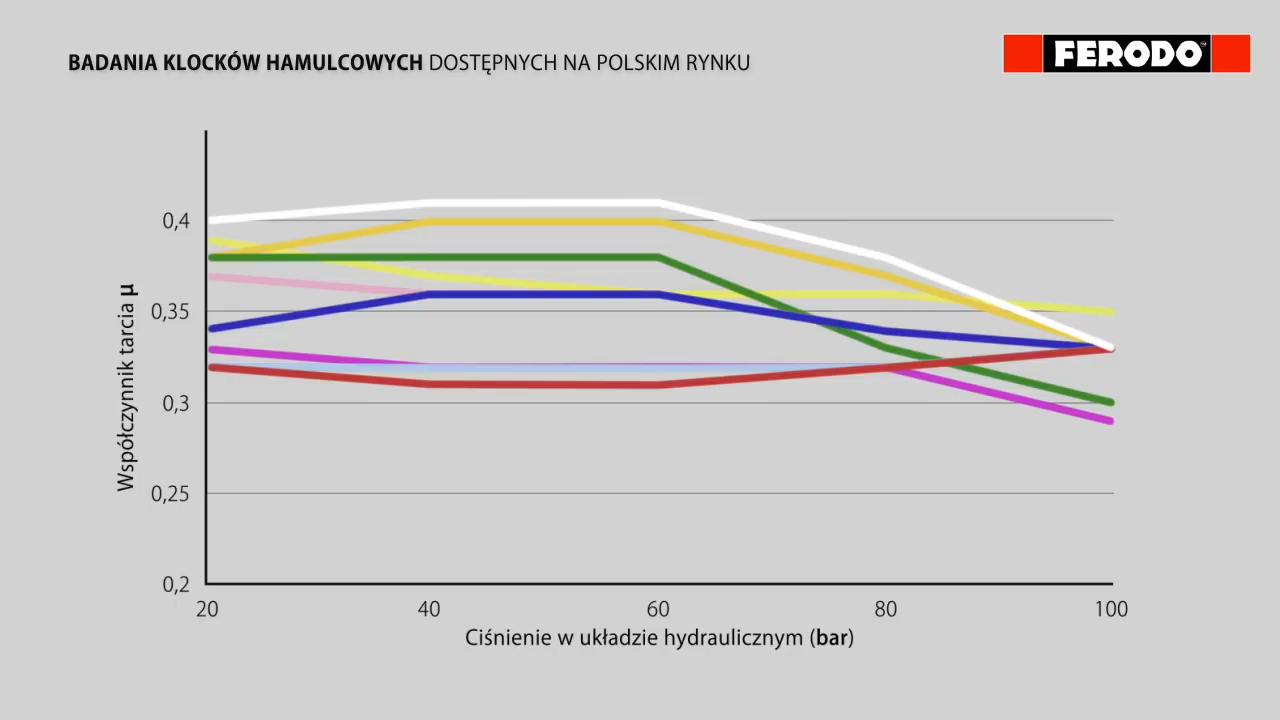 BADANIA KLOCKÓW HAMULCOWYCH DOSTĘPNYCH NA POLSKIM RYNKU
FERODO
0,4
0,35
0,3
0,25
0,2
Współczynnik tarcia µ
20 40 60 80 100
Ciśnienie w układzie hydraulicznym (bar)